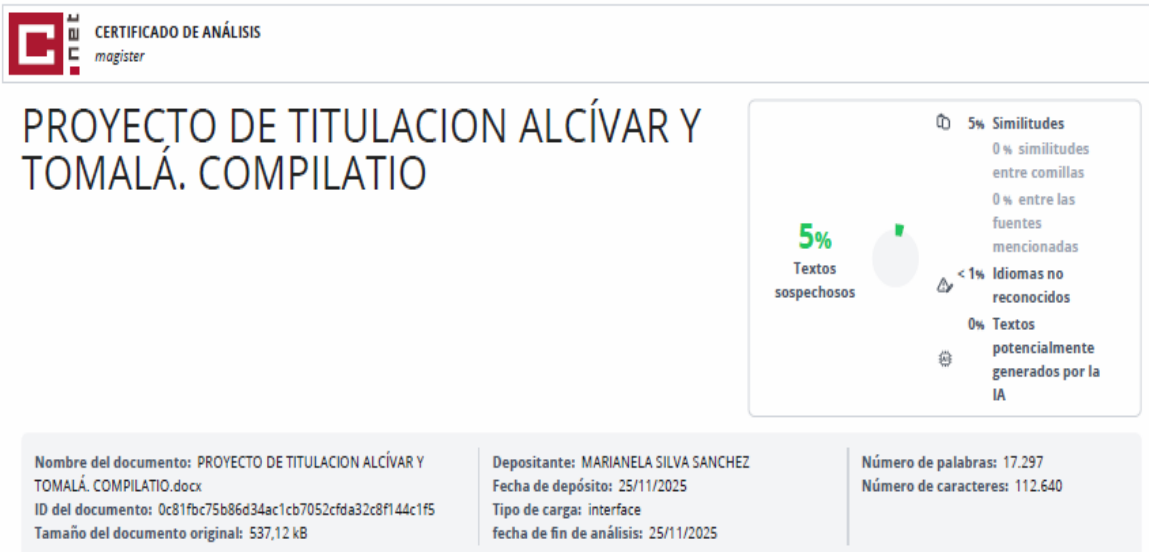 C
.net
CERTIFICADO DE ANÁLISIS
magister
PROYECTO DE TITULACION ALCÍVAR Y
TOMALÁ. COMPILATIO
5%
Textos
sospechosos
5% Similitudes
0 % similitudes
entre comillas
0 % entre las
fuentes
mencionadas
< 1% Idiomas no
reconocidos
0% Textos
potencialmente
generados por la
IA
Nombre del documento: PROYECTO DE TITULACION ALCÍVAR Y
TOMALÁ. COMPILATIO.docx
ID del documento: 0c81fbc75b86d34ac1cb7052cfda32c8f144c1f5
Tamaño del documento original: 537,12 kB
Depositante: MARIANELA SILVA SANCHEZ
Fecha de depósito: 25/11/2025
Tipo de carga: interface
fecha de fin de análisis: 25/11/2025
Número de palabras: 17.297
Número de caracteres: 112.640